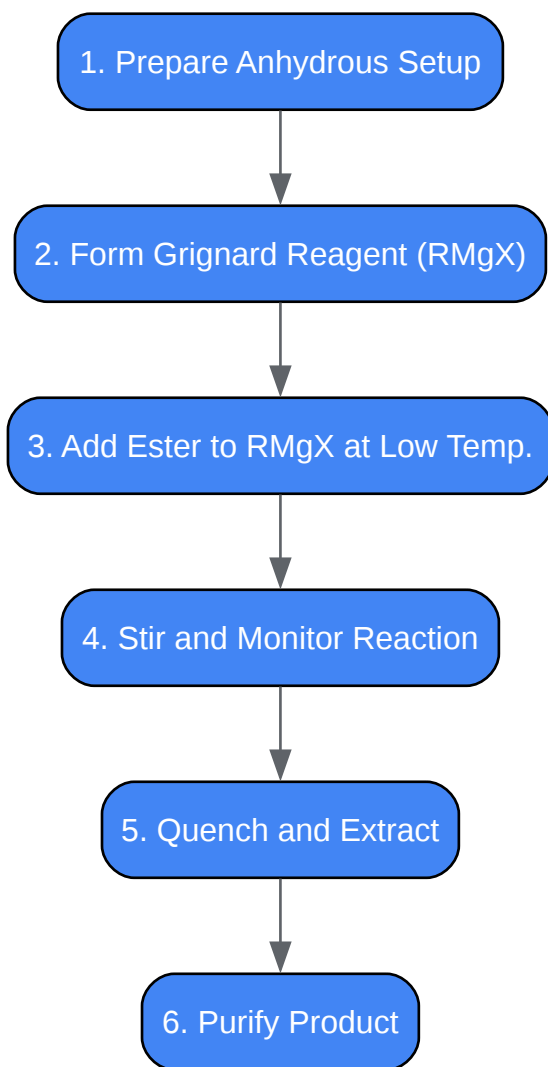 1. Prepare Anhydrous Setup
2. Form Grignard Reagent (RMgX)
3. Add Ester to RMgX at Low Temp.
4. Stir and Monitor Reaction
5. Quench and Extract
6. Purify Product